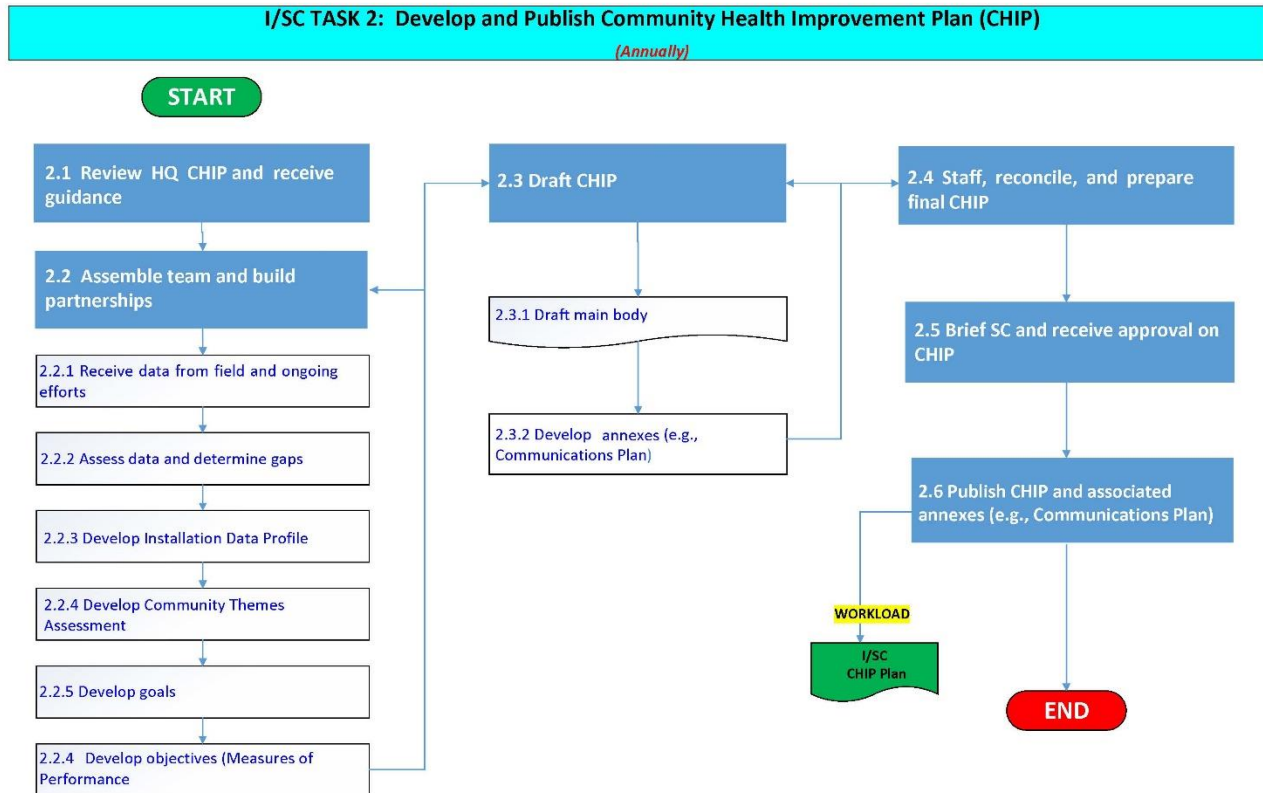 I/SC TASK 2: Develop and Publish Community Health Improvement Plan (CHIP)
(Annually)
START
2.1 Review HQ CHIP and receive
guidance
2.2 Assemble team and build
partnerships
2.2.1 Receive data from field and ongoing
efforts
2.2.2 Assess data and determine gaps
2.2.3 Develop Installation Data Profile
2.2.4 Develop Community Themes
Assessment
2.2.5 Develop goals
2.2.4 Develop objectives (Measures of
Performance
2.3 Draft CHIP
2.3.1 Draft main body
2.3.2 Develop annexes (e.g.,
Communications Plan)
2.4 Staff, reconcile, and prepare
final CHIP
2.5 Brief SC and receive approval on
CHIP
2.6 Publish CHIP and associated
annexes (e.g., Communications Plan)
WORKLOAD
I/SC
CHIP Plan
END